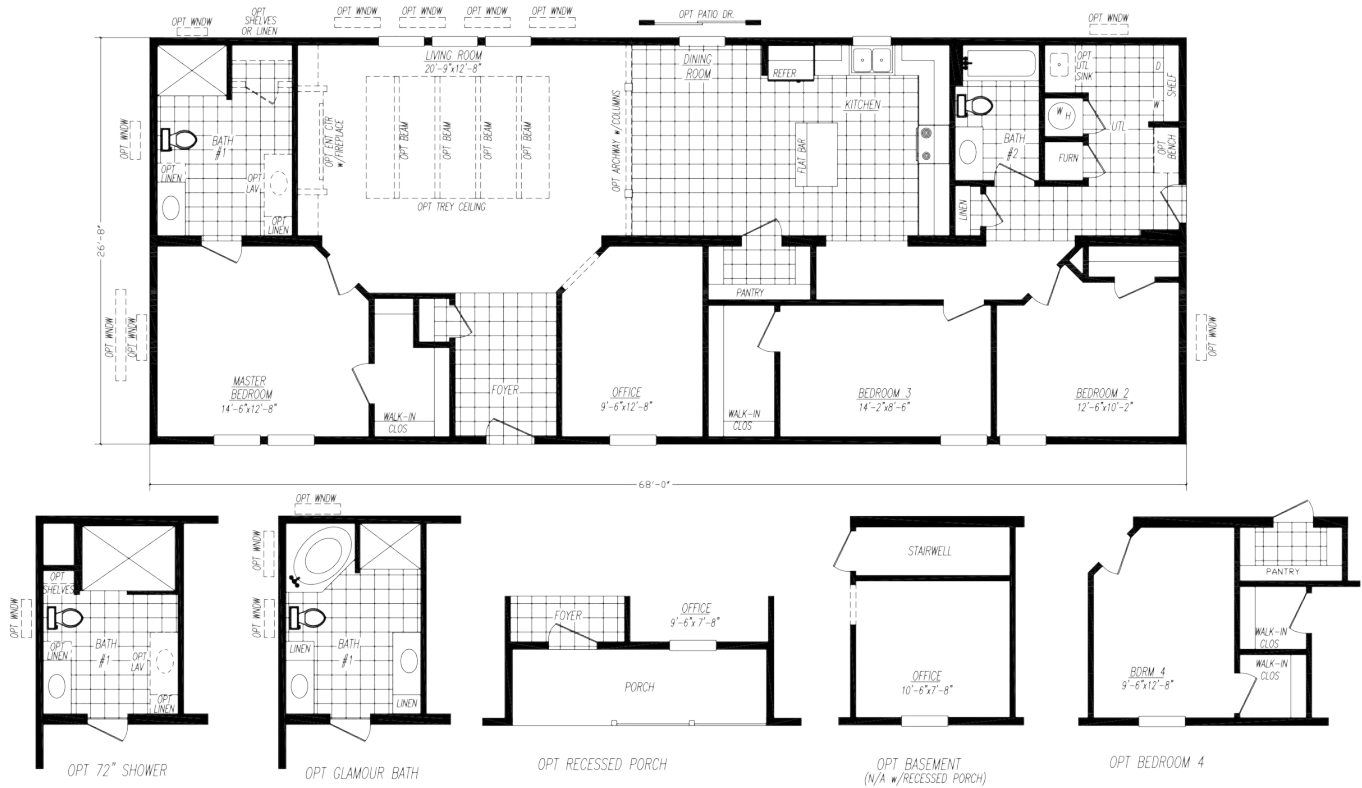 OPT WNDW
OPT
SHELVES
OR LINEN
OPT WNDW
OPT WNDW
OPT WNDW
OPT WNDW
OPT PATIO DR.
OPT WNDW
LIVING ROOM
20'-9"x12'-8"
DINING
ROOM
REFER
KITCHEN
OPT
UTL
SINK
D
SHELF
W
W
H
UTL
OPT WNDW
BATH
#1
OPT
LINEN
OPT
LAV
OPT
LINEN
OPT ENT CTR
w/FIREPLACE
OPT BEAM
OPT BEAM
OPT BEAM
OPT BEAM
OPT TREY CEILING
OPT ARCHWAY w/COLUMNS
FLAT BAR
BATH
#2
FURN
OPT
BENCH
LINEN
26'-8"
PANTRY
OPT WNDW
OPT WNDW
OPT WNDW
MASTER
BEDROOM
14'-6"x12'-8"
WALK-IN
CLOS
FOYER
OFFICE
9'-6"x12'-8"
WALK-IN
CLOS
BEDROOM 3
14'-2"x8'-6"
BEDROOM 2
12'-6"x10'-2"
68'-0"
OPT
SHELVES
OPT WNDW
BATH
#1
OPT
LINEN
OPT
LAV
OPT
LINEN
OPT 72" SHOWER
OPT WNDW
OPT WNDW
OPT WNDW
BATH
#1
LINEN
LINEN
OPT GLAMOUR BATH
FOYER
OFFICE
9'-6"x 7'-8"
PORCH
OPT RECESSED PORCH
STAIRWELL
OFFICE
10'-6"x7'-8"
OPT BASEMENT
(N/A w/RECESSED PORCH)
PANTRY
WALK-IN
CLOS
WALK-IN
CLOS
BDRM 4
9'-6"x12'-8"
OPT BEDROOM 4